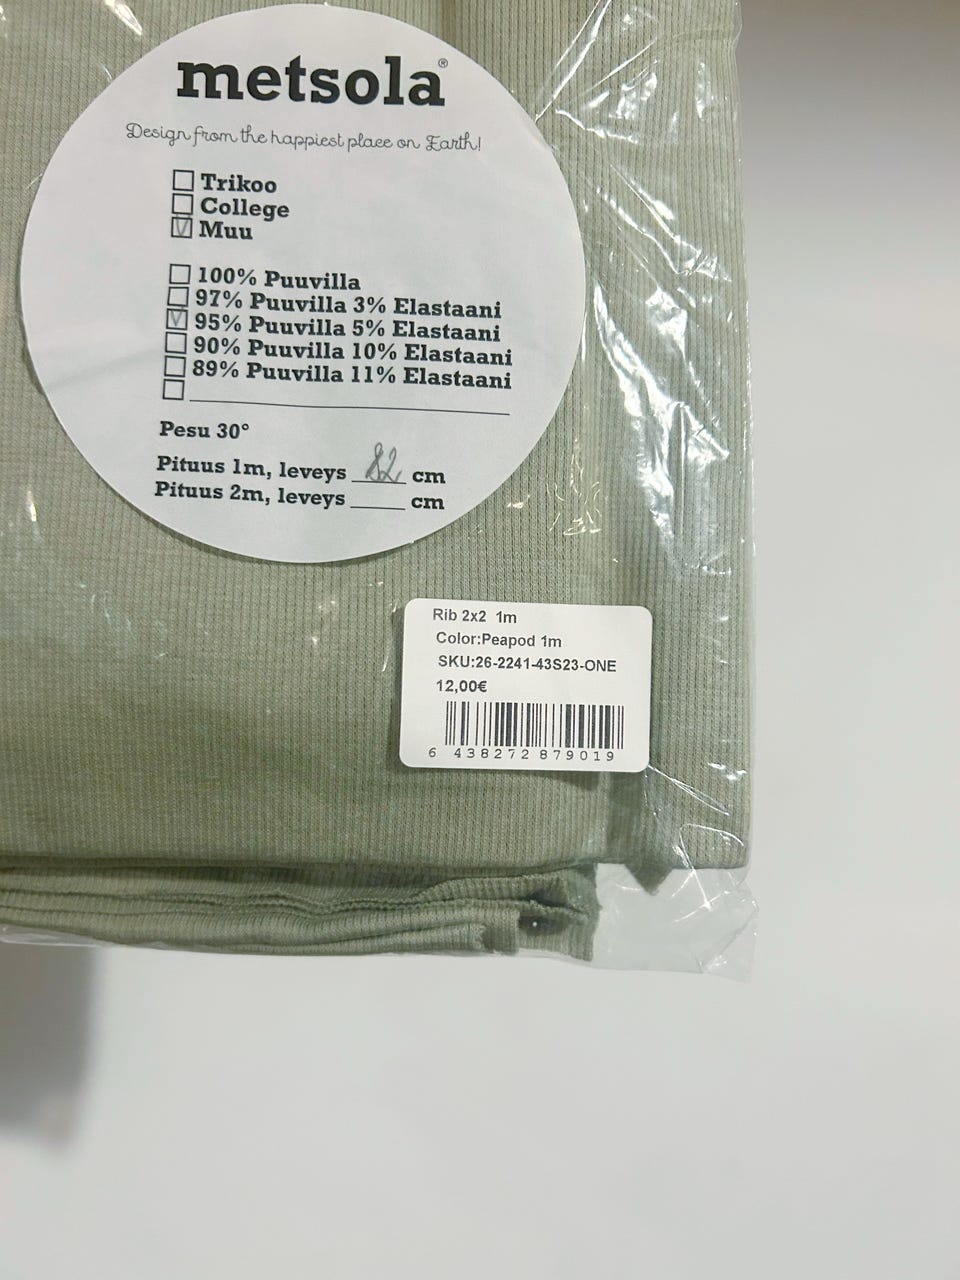 metsola®
Design from the happiest place on Earth!
Trikoo
College
Muu
100% Puuvilla
97% Puuvilla 3% Elastaani
95% Puuvilla 5% Elastaani
90% Puuvilla 10% Elastaani
89% Puuvilla 11% Elastaani
Pesu 30°
Pituus 1m, leveys 82 cm
Pituus 2m, leveys ____ cm
Rib 2x2 1m
Color:Peapod 1m
SKU:26-2241-43S23-ONE
12,00€
6 438272 879019